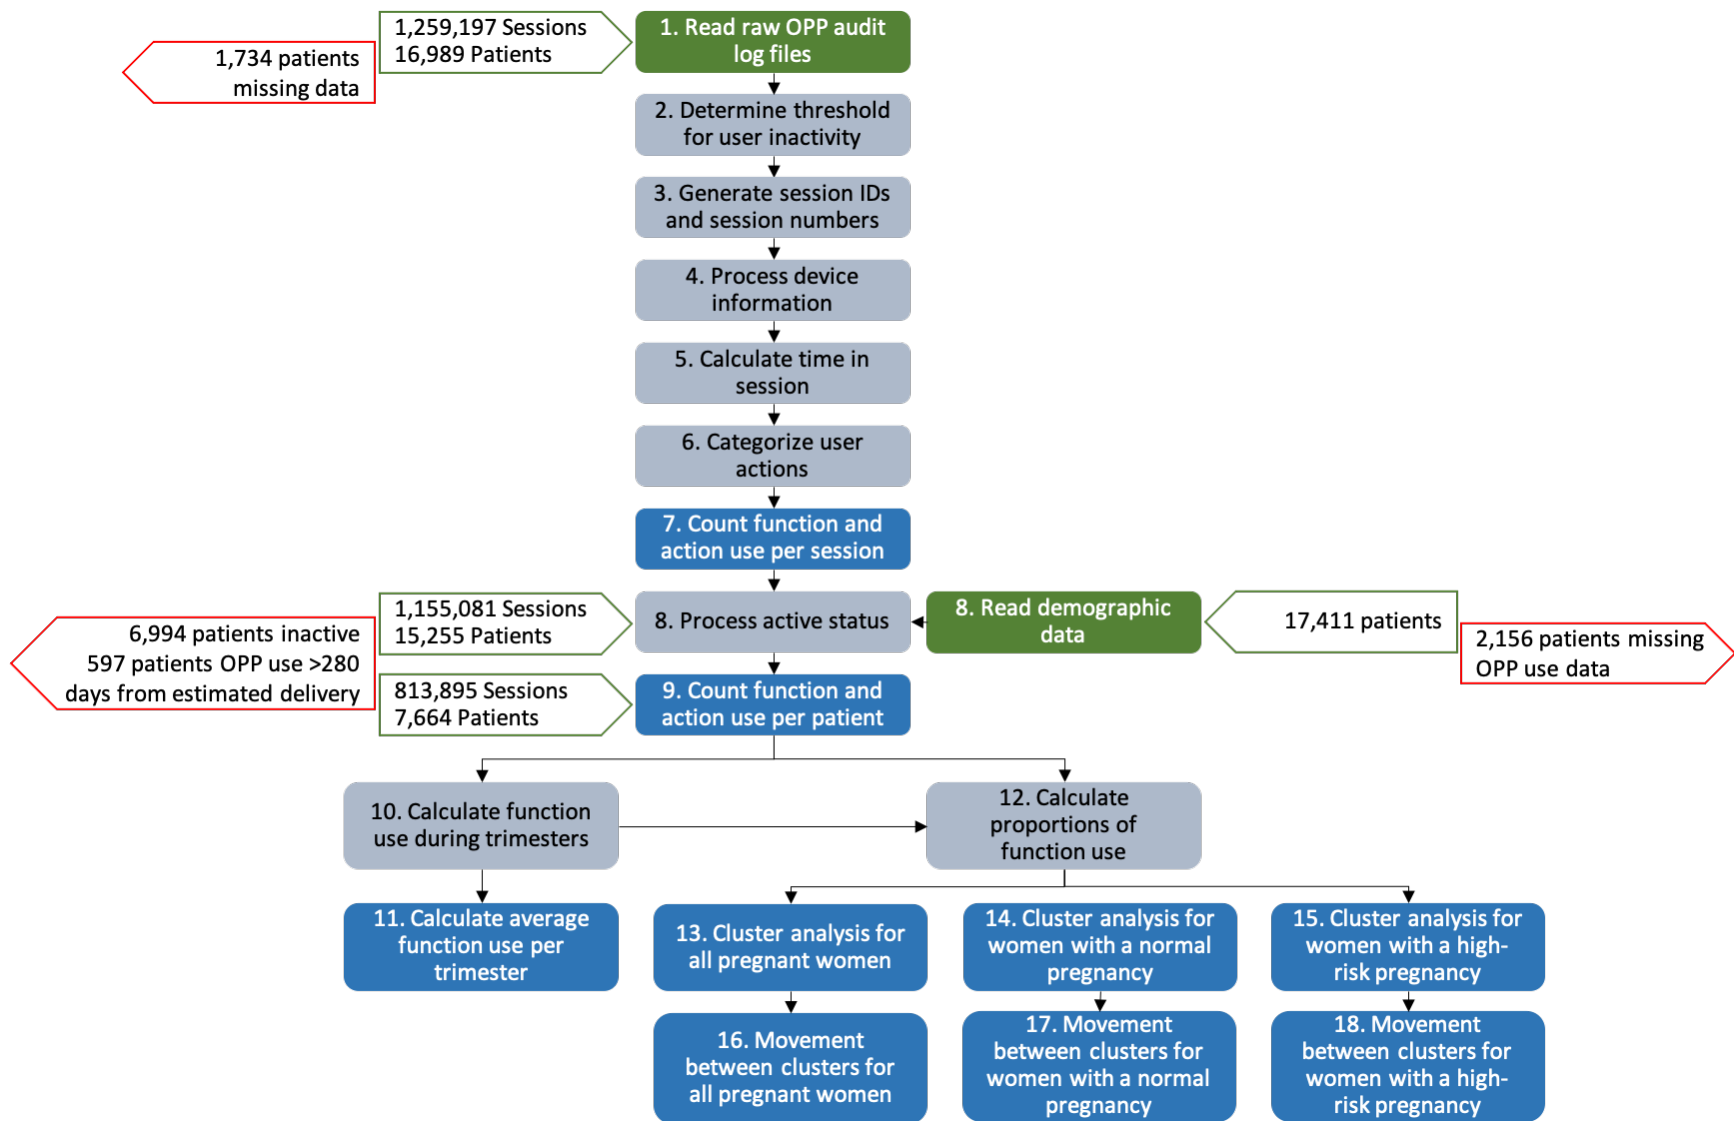 1,259,197 Sessions
16,989 Patients
1. Read raw OPP audit
log files
1,734 patients
missing data
2. Determine threshold
for user inactivity
3. Generate session IDs
and session numbers
4. Process device
information
5. Calculate time in
session
6. Categorize user
actions
7. Count function and
action use per session
1,155,081 Sessions
15,255 Patients
8. Process active status
8. Read demographic
data
17,411 patients
2,156 patients missing
OPP use data
6,994 patients inactive
597 patients OPP use >280
days from estimated delivery
813,895 Sessions
7,664 Patients
9. Count function and
action use per patient
10. Calculate function
use during trimesters
12. Calculate
proportions of
function use
11. Calculate average
function use per
trimester
13. Cluster analysis for
all pregnant women
14. Cluster analysis for
women with a normal
pregnancy
15. Cluster analysis for
women with a high-
risk pregnancy
16. Movement
between clusters for
all pregnant women
17. Movement
between clusters for
women with a normal
pregnancy
18. Movement
between clusters for
women with a high-
risk pregnancy